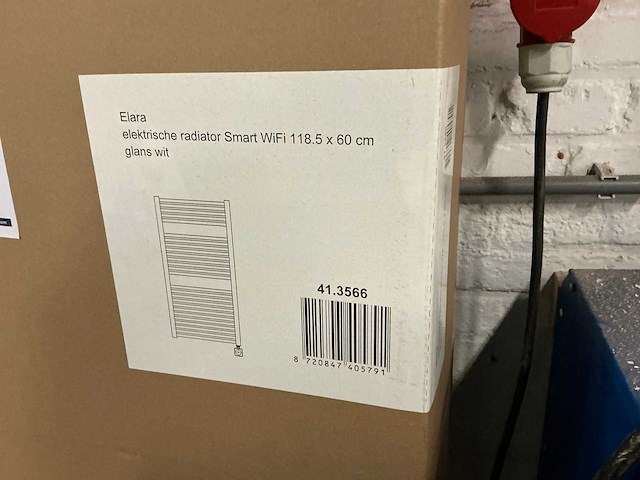 Elara
elektrische radiator Smart WiFi 118.5 x 60 cm
glans wit
41.3566
8 720847 405791